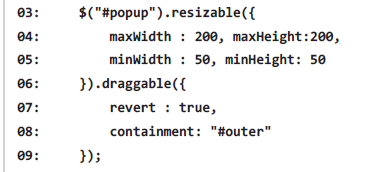 03: $("#popup").resizable({
04: maxWidth : 200, maxHeight:200,
05: minWidth : 50, minHeight: 50
06: }).draggable({
07: revert : true,
08: containment: "#outer"
09: });